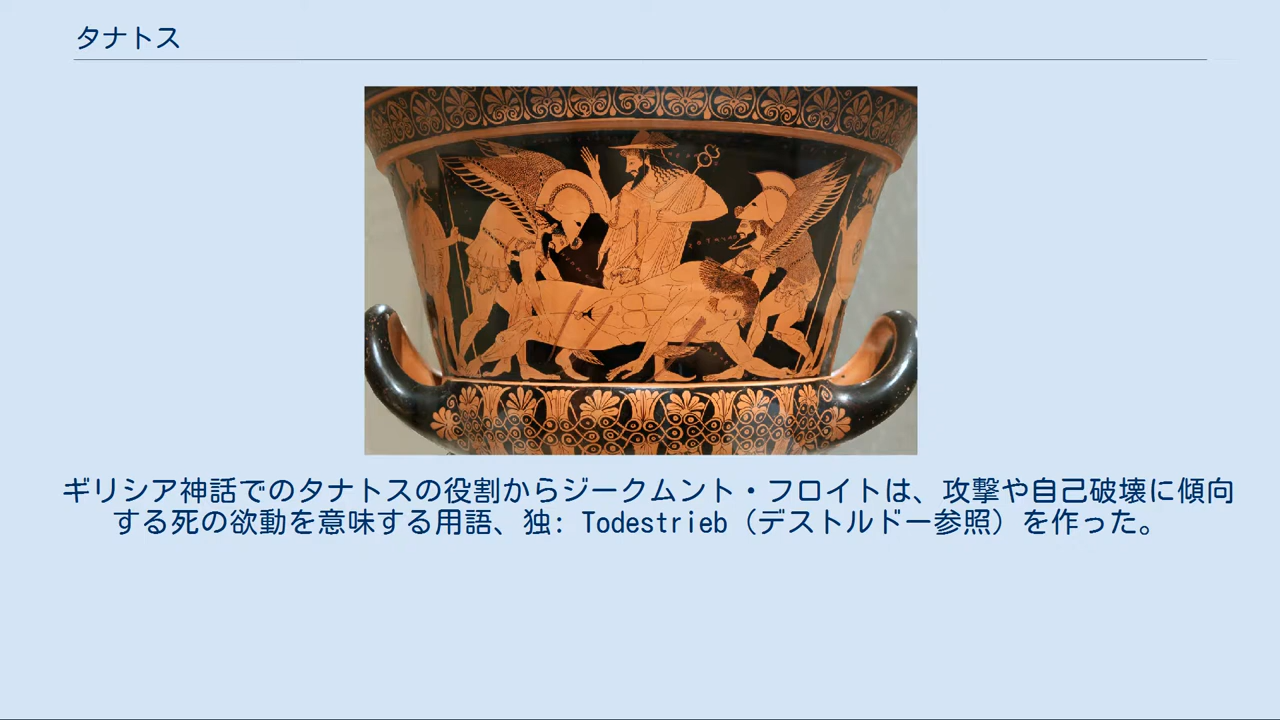 タナトス
ギリシア神話でのタナトスの役割からジークムント・フロイトは、攻撃や自己破壊に傾向
する死の欲動を意味する用語、独: Todestrieb（デストルドー参照）を作った。